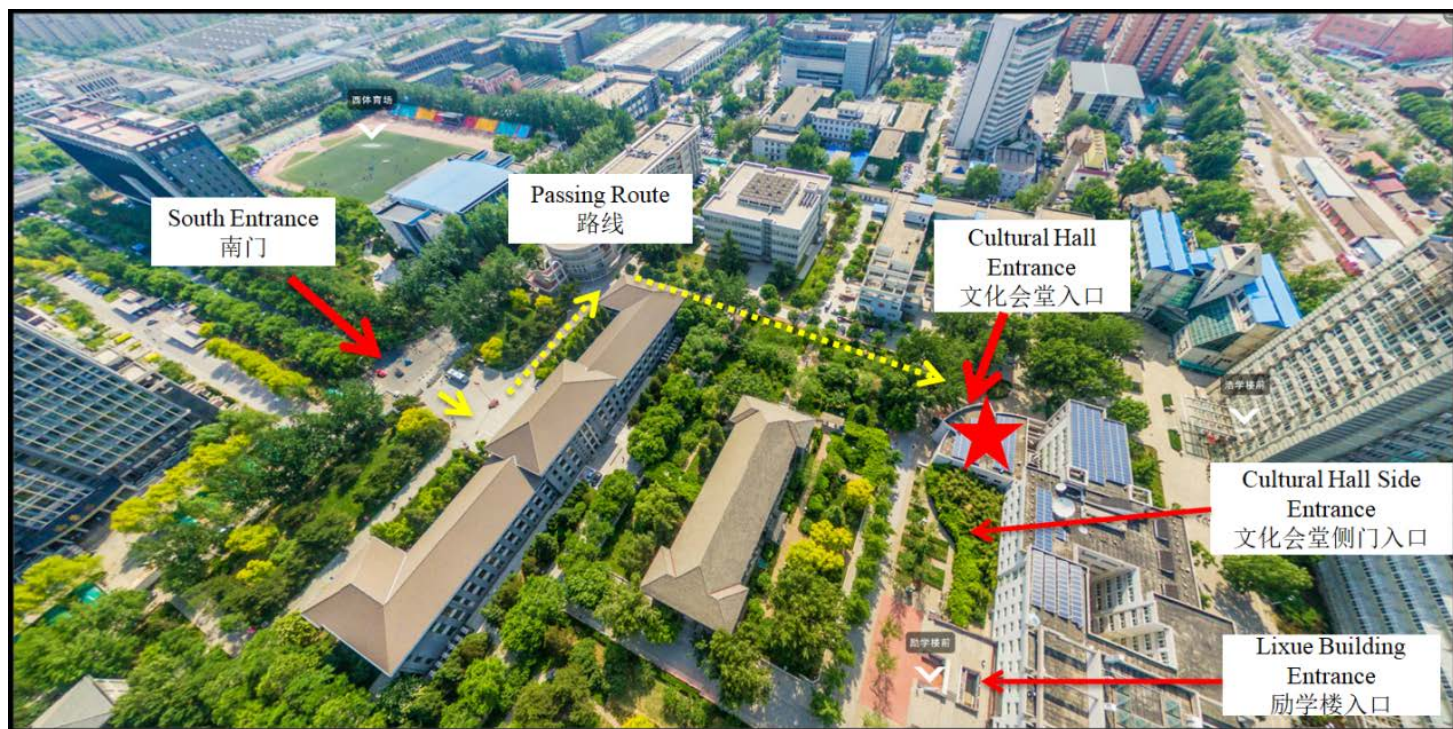 西体育场
South Entrance
南门
Passing Route
路线
Cultural Hall
Entrance
文化会堂入口
浩学楼前
Cultural Hall Side
Entrance
文化会堂侧门入口
励学楼前
Lixue Building
Entrance
励学楼入口